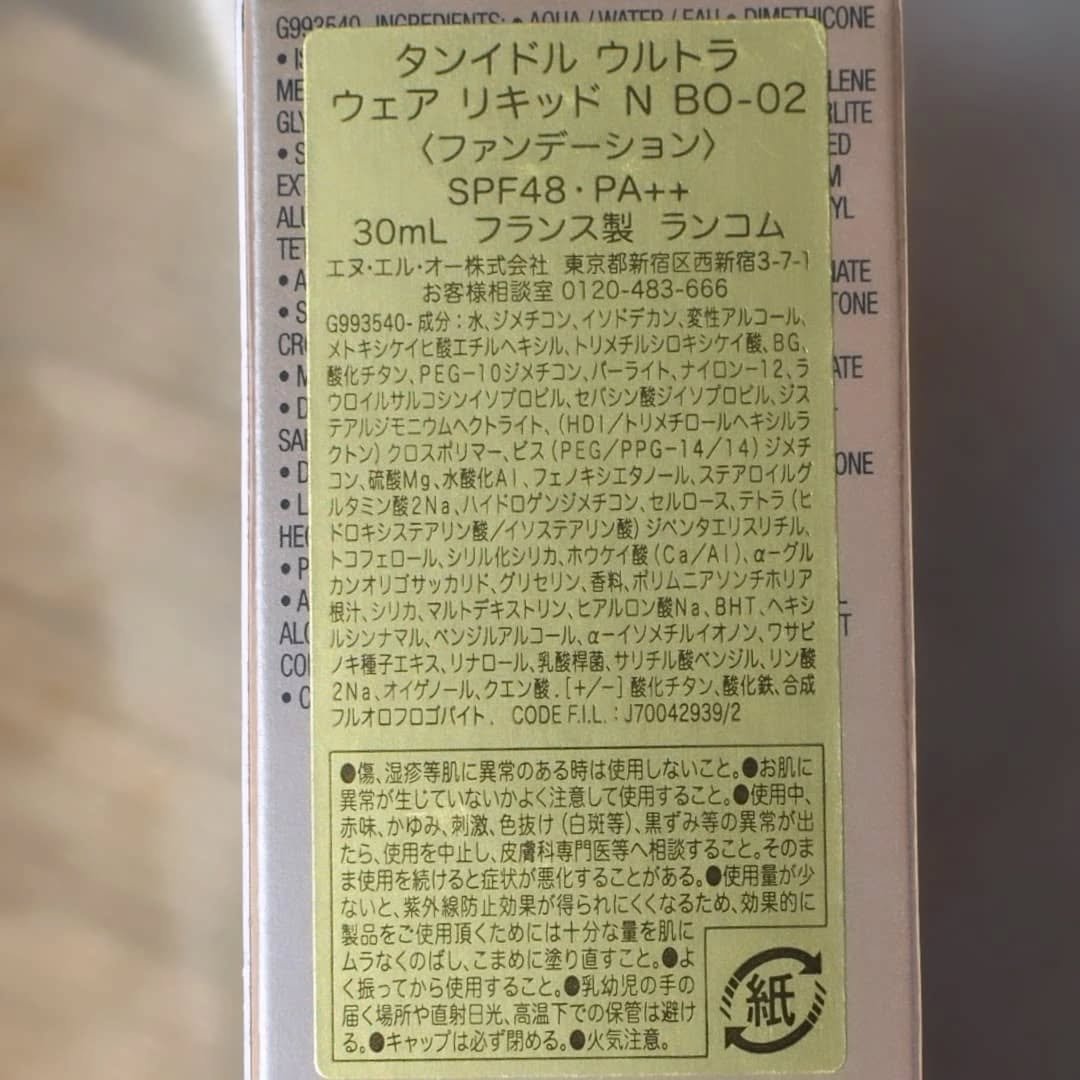 G993540 INGREDIENTS: • AQUA / WATER / EAU • DIMETHICONE
タンイドル ウルトラ
ウェア リキッド N BO-02
〈ファンデーション〉
SPF48・PA++
30mL フランス製 ランコム
エヌ・エル・オー株式会社 東京都新宿区西新宿3-7-1
お客様相談室 0120-483-666
G993540-成分：水、ジメチコン、イソドデカン、変性アルコール、
メトキシケイヒ酸エチルヘキシル、トリメチルシロキシケイ酸、BG、
酸化チタン、PEG-10ジメチコン、パーライト、ナイロン-12、ラ
ウロイルサルコシンイソプロピル、セバシン酸ジイソプロピル、ジス
テアルジモニウムヘクトライト、(HDI/トリメチロールヘキシルラ
クトン)クロスポリマー、ビス(PEG/PPG-14/14)ジメチ
コン、硫酸Mg、水酸化Al、フェノキシエタノール、ステアロイルグ
ルタミン酸2Na、ハイドロゲンジメチコン、セルロース、テトラ(ヒ
ドロキシステアリン酸/イソステアリン酸)ジペンタエリスリチル、
トコフェロール、シリル化シリカ、ホウケイ酸(Ca/Al)、α-グル
カンオリゴサッカリド、グリセリン、香料、ポリムニアソンチホリア
根汁、シリカ、マルトデキストリン、ヒアルロン酸Na、BHT、ヘキシ
ルシンナマル、ベンジルアルコール、α-イソメチルイオノン、ワサビ
ノキ種子エキス、リナロール、乳酸桿菌、サリチル酸ベンジル、リン酸
2Na、オイゲノール、クエン酸．[+/-]酸化チタン、酸化鉄、合成
フルオロフロゴパイト． CODE F.I.L.：J70042939/2
●傷、湿疹等肌に異常のある時は使用しないこと。●お肌に
異常が生じていないかよく注意して使用すること。●使用中、
赤味、かゆみ、刺激、色抜け(白斑等)、黒ずみ等の異常が出
たら、使用を中止し、皮膚科専門医等へ相談すること。そのま
ま使用を続けると症状が悪化することがある。●使用量が少
ないと、紫外線防止効果が得られにくくなるため、効果的に
製品をご使用頂くためには十分な量を肌に
ムラなくのばし、こまめに塗り直すこと。●よ
く振ってから使用すること。●乳幼児の手の
届く場所や直射日光、高温下での保管は避け
る。●キャップは必ず閉める。●火気注意。
紙